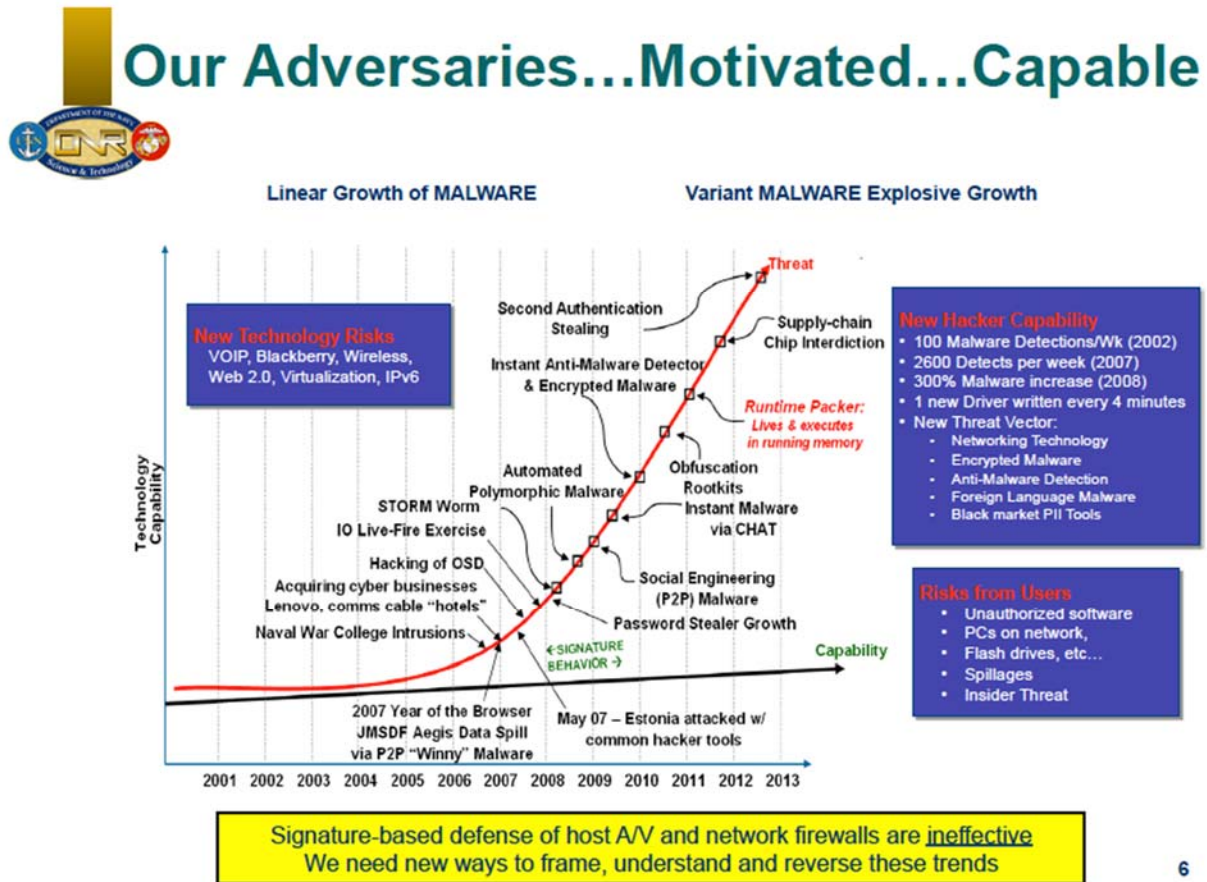 Our Adversaries…Motivated…Capable
DEPARTMENT OF THE NAVY
ONR
Science & Technology
Linear Growth of MALWARE
Variant MALWARE Explosive Growth
Technology
Capability
New Technology Risks
VOIP, Blackberry, Wireless,
Web 2.0, Virtualization, IPv6
Threat
Second Authentication
Stealing
Supply-chain
Chip Interdiction
Instant Anti-Malware Detector
& Encrypted Malware
Runtime Packer:
Lives & executes
in running memory
Obfuscation
Rootkits
Automated
Polymorphic Malware
Instant Malware
via CHAT
STORM Worm
IO Live-Fire Exercise
Hacking of OSD
Social Engineering
(P2P) Malware
Acquiring cyber businesses
Lenovo, comms cable “hotels”
Password Stealer Growth
Naval War College Intrusions
←SIGNATURE
BEHAVIOR →
Capability
2007 Year of the Browser
JMSDF Aegis Data Spill
via P2P “Winny” Malware
May 07 – Estonia attacked w/
common hacker tools
2001 2002 2003 2004 2005 2006 2007 2008 2009 2010 2011 2012 2013
New Hacker Capability
• 100 Malware Detections/Wk (2002)
• 2600 Detects per week (2007)
• 300% Malware increase (2008)
• 1 new Driver written every 4 minutes
• New Threat Vector:
- Networking Technology
- Encrypted Malware
- Anti-Malware Detection
- Foreign Language Malware
- Black market PII Tools
Risks from Users
• Unauthorized software
• PCs on network,
• Flash drives, etc…
• Spillages
• Insider Threat
Signature-based defense of host A/V and network firewalls are ineffective
We need new ways to frame, understand and reverse these trends
6